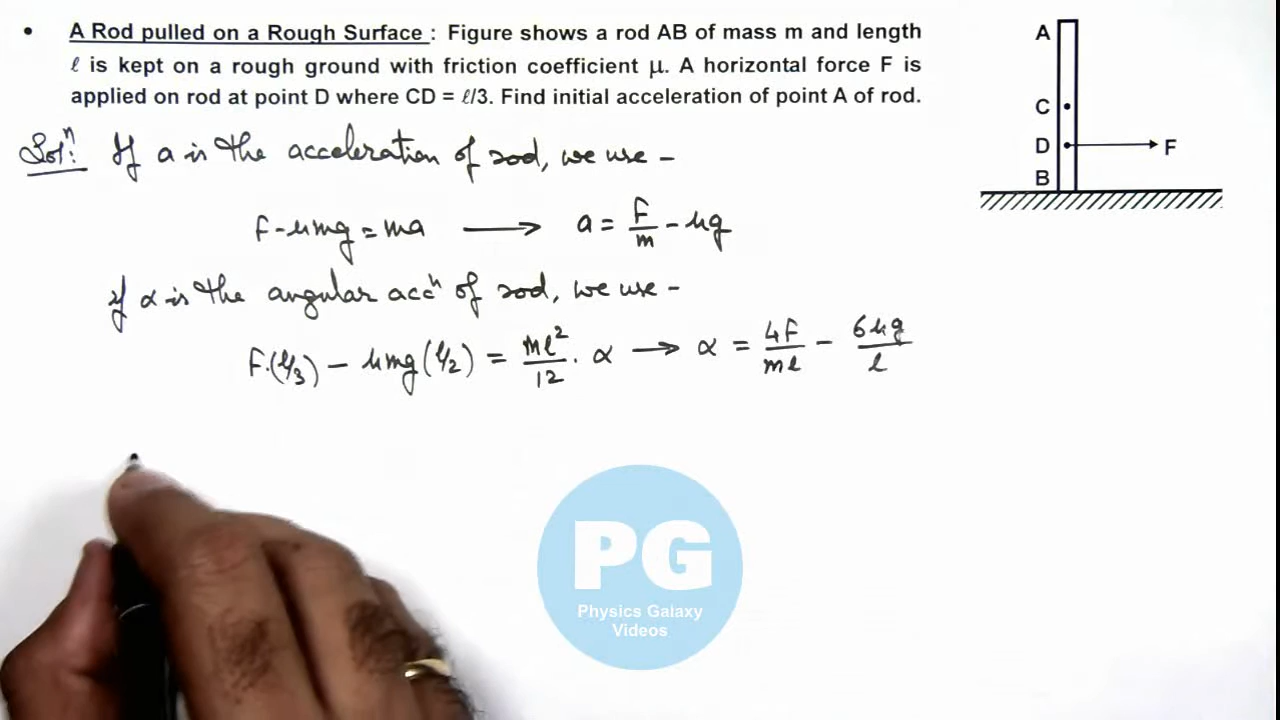 • A Rod pulled on a Rough Surface : Figure shows a rod AB of mass m and length
ℓ is kept on a rough ground with friction coefficient μ. A horizontal force F is
applied on rod at point D where CD = ℓ/3. Find initial acceleration of point A of rod.
A
C
D
F
B
Solⁿ: If a is the acceleration of rod, we use –
F-μmg = ma ⟶ a = F/m - μg
if α is the angular accⁿ of rod, we use –
F.(l/3) - μmg(l/2) = ml²/12 . α ⟶ α = 4F/ml - 6μg/l
PG
Physics Galaxy
Videos